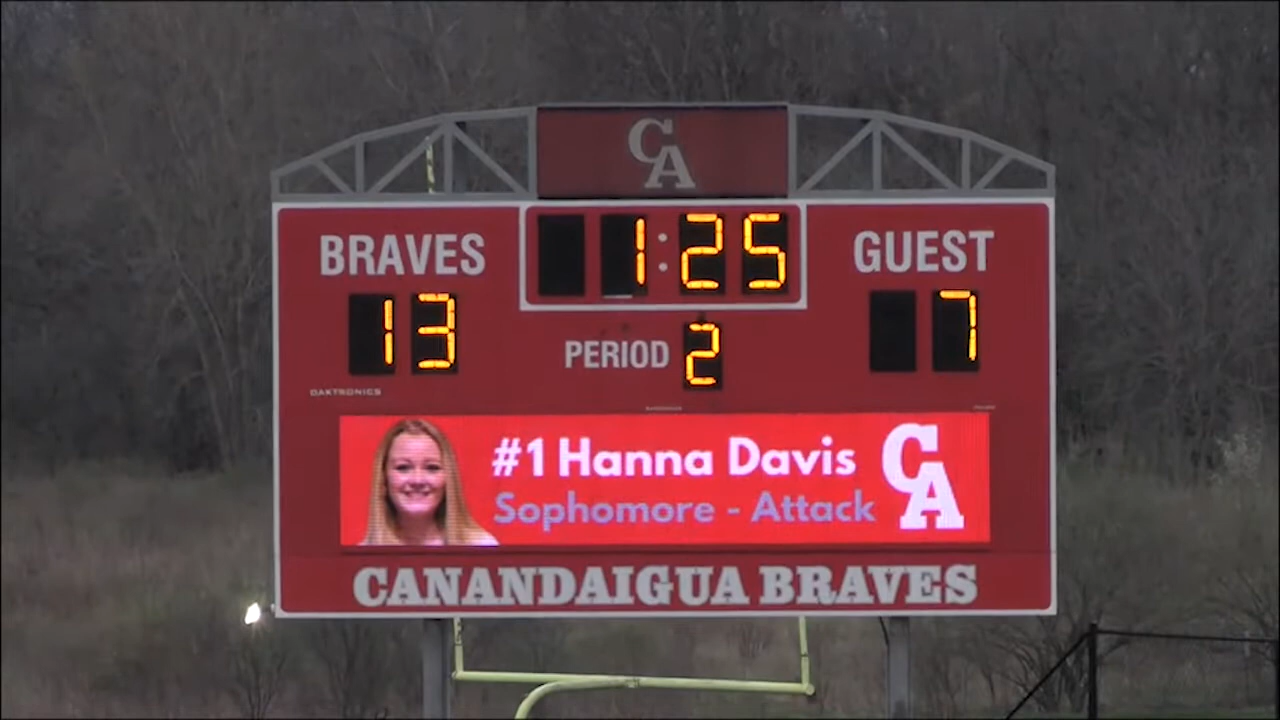 CA
BRAVES
1:25
GUEST
13
PERIOD 2
7
DAKTRONICS
#1 Hanna Davis
Sophomore - Attack
CA
CANANDAIGUA BRAVES